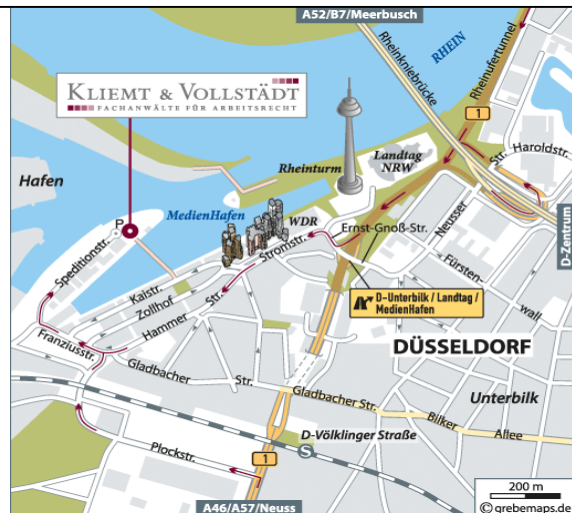 A52/B7/Meerbusch
RHEIN
Rheinkniebrücke
Rheinufertunnel
KLIEMT & VOLLSTÄDT
FACHANWÄLTE FÜR ARBEITSRECHT
1
Str.
Haroldstr.
Hafen
Rheinturm
Landtag
NRW
MedienHafen
WDR
P
Speditionstr.
Stromstr.
Ernst-Gnoß-Str.
Neusser
D-Zentrum
Kaistr.
Zollhof
Hammer
Str.
Fürsten-
wall
D-Unterbilk / Landtag /
MedienHafen
Franziusstr.
Gladbacher
Str.
DÜSSELDORF
Gladbacher Str.
Unterbilk
Bilker
Allee
D-Völklinger Straße
S
Plockstr.
1
200 m
A46/A57/Neuss
© grebemaps.de